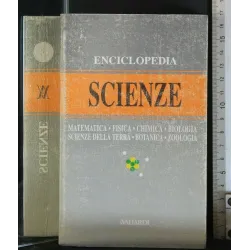 ENCICLOPEDIA
SCIENZE
MATEMATICA • FISICA • CHIMICA • BIOLOGIA
SCIENZE DELLA TERRA • BOTANICA • ZOOLOGIA
SCIENZE